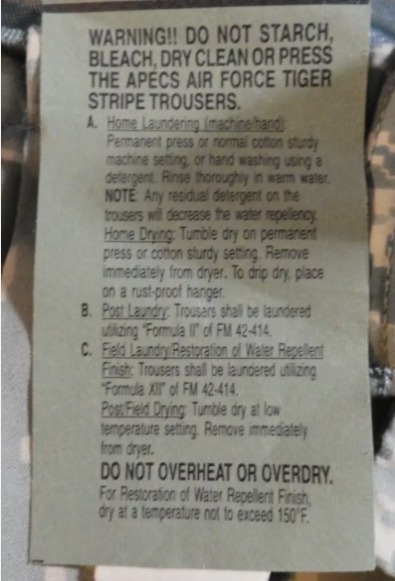 WARNING!! DO NOT STARCH,
BLEACH, DRY CLEAN OR PRESS
THE APECS AIR FORCE TIGER
STRIPE TROUSERS.
A. Home Laundering (machine/hand):
Permanent press or normal cotton sturdy
machine setting, or hand washing using a
detergent. Rinse thoroughly in warm water.
NOTE: Any residual detergent on the
trousers will decrease the water repellency.
Home Drying: Tumble dry on permanent
press or cotton sturdy setting. Remove
immediately from dryer. To drip dry, place
on a rust-proof hanger.
B. Post Laundry: Trousers shall be laundered
utilizing "Formula II" of FM 42-414.
C. Field Laundry/Restoration of Water Repellent
Finish: Trousers shall be laundered utilizing
"Formula XII" of FM 42-414.
Post/Field Drying: Tumble dry at low
temperature setting. Remove immediately
from dryer.
DO NOT OVERHEAT OR OVERDRY.
For Restoration of Water Repellent Finish,
dry at a temperature not to exceed 150°F.